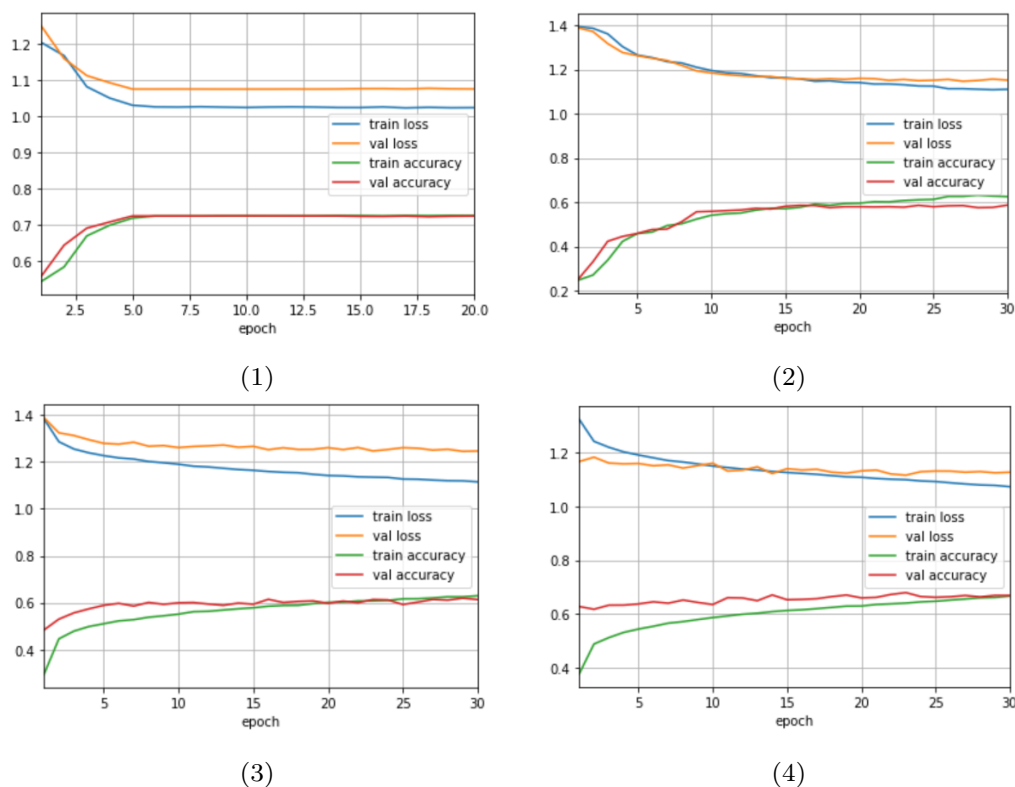 1.2
1.1
1.0
0.9
0.8
0.7
0.6
train loss
val loss
train accuracy
val accuracy
2.5 5.0 7.5 10.0 12.5 15.0 17.5 20.0
epoch
(1)
1.4
1.2
1.0
0.8
0.6
0.4
0.2
train loss
val loss
train accuracy
val accuracy
5 10 15 20 25 30
epoch
(2)
1.4
1.2
1.0
0.8
0.6
0.4
train loss
val loss
train accuracy
val accuracy
5 10 15 20 25 30
epoch
(3)
1.2
1.0
0.8
0.6
0.4
train loss
val loss
train accuracy
val accuracy
5 10 15 20 25 30
epoch
(4)